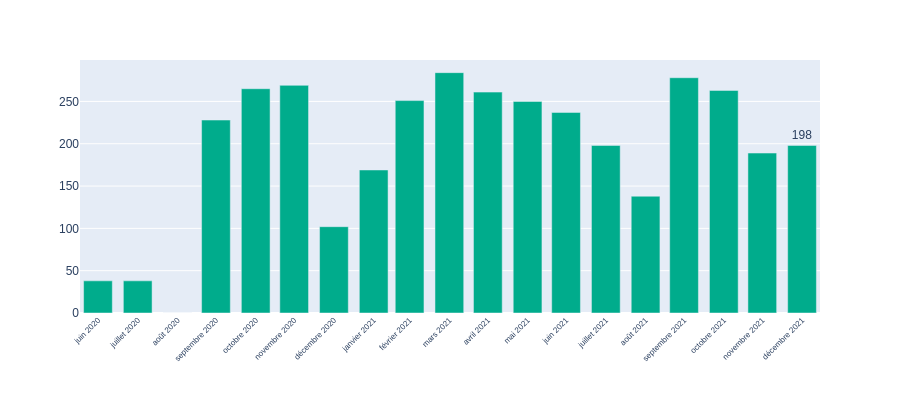 250
200
150
100
50
0
198
juin 2020
juillet 2020
août 2020
septembre 2020
octobre 2020
novembre 2020
décembre 2020
janvier 2021
février 2021
mars 2021
avril 2021
mai 2021
juin 2021
juillet 2021
août 2021
septembre 2021
octobre 2021
novembre 2021
décembre 2021